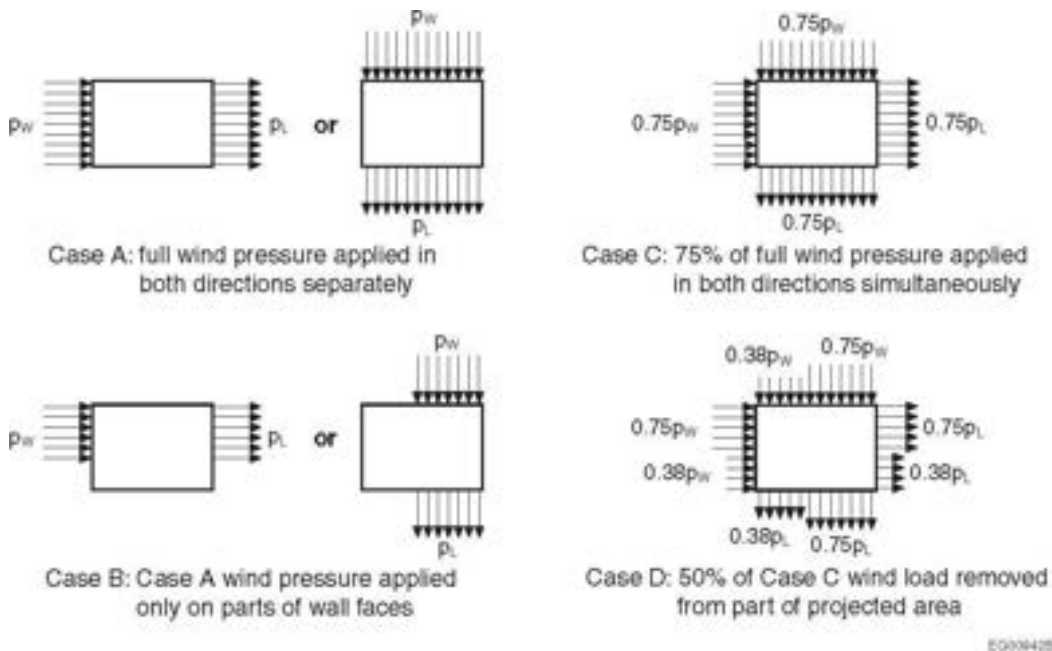 pW
pL
or
pW
pL
Case A: full wind pressure applied in
both directions separately
0.75pW
0.75pW
0.75pL
0.75pL
Case C: 75% of full wind pressure applied
in both directions simultaneously
pW
pL
or
pW
pL
Case B: Case A wind pressure applied
only on parts of wall faces
0.38pW
0.75pW
0.75pW
0.38pW
0.75pL
0.38pL
0.38pL
0.75pL
Case D: 50% of Case C wind load removed
from part of projected area